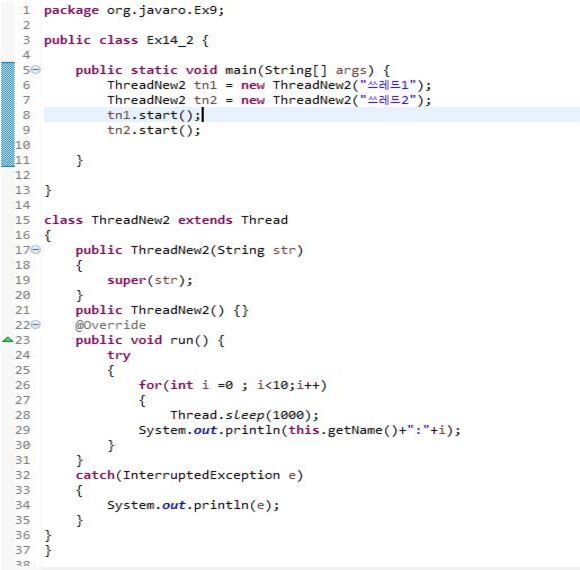 1 package org.javaro.Ex9;
2
3 public class Ex14_2 {
4
5 public static void main(String[] args) {
6 ThreadNew2 tn1 = new ThreadNew2("쓰레드1");
7 ThreadNew2 tn2 = new ThreadNew2("쓰레드2");
8 tn1.start();
9 tn2.start();
10
11 }
12
13 }
14
15 class ThreadNew2 extends Thread
16 {
17 public ThreadNew2(String str)
18 {
19 super(str);
20 }
21 public ThreadNew2() {}
22 @Override
23 public void run() {
24 try
25 {
26 for(int i =0 ; i<10;i++)
27 {
28 Thread.sleep(1000);
29 System.out.println(this.getName()+":"+i);
30 }
31 }
32 catch(InterruptedException e)
33 {
34 System.out.println(e);
35 }
36 }
37 }
38